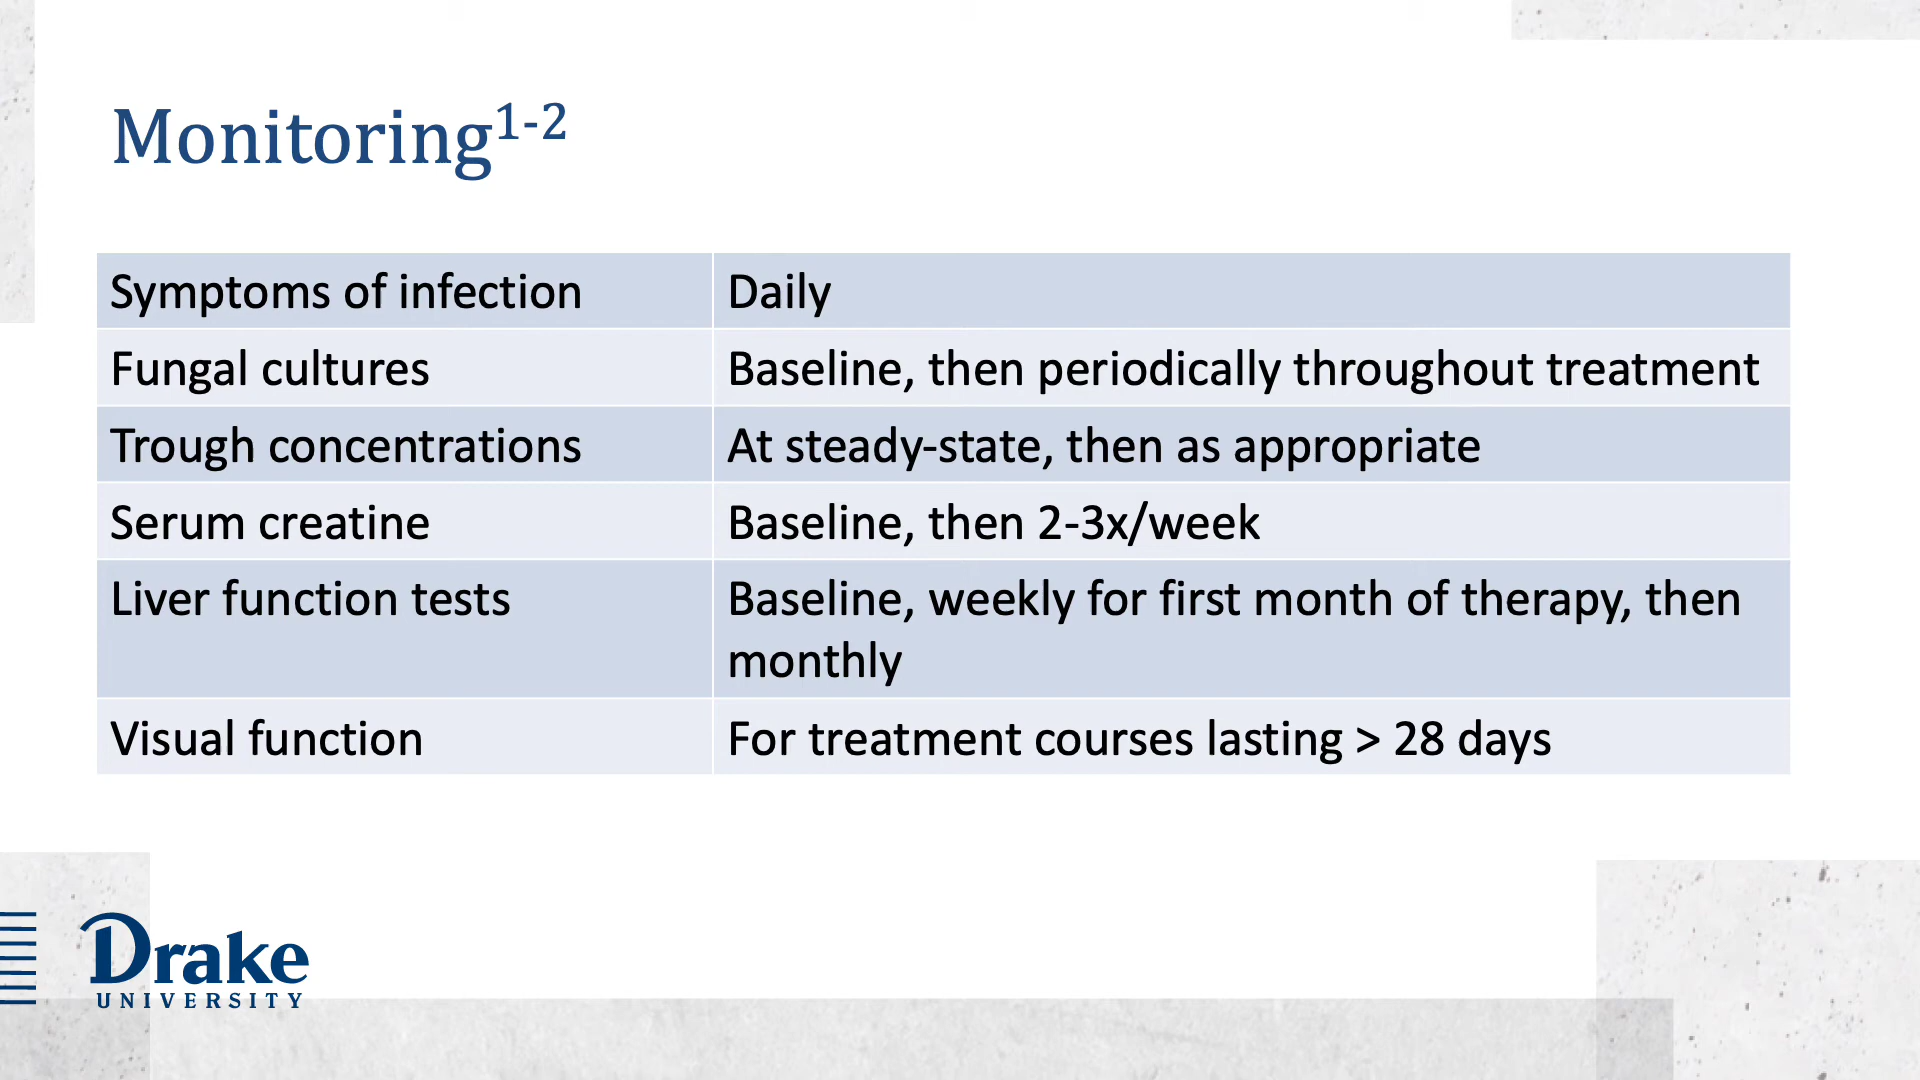 Monitoring1-2
Symptoms of infection
Daily
Fungal cultures
Baseline, then periodically throughout treatment
Trough concentrations
At steady-state, then as appropriate
Serum creatine
Baseline, then 2-3x/week
Liver function tests
Baseline, weekly for first month of therapy, then
monthly
Visual function
For treatment courses lasting > 28 days
Drake
UNIVERSITY